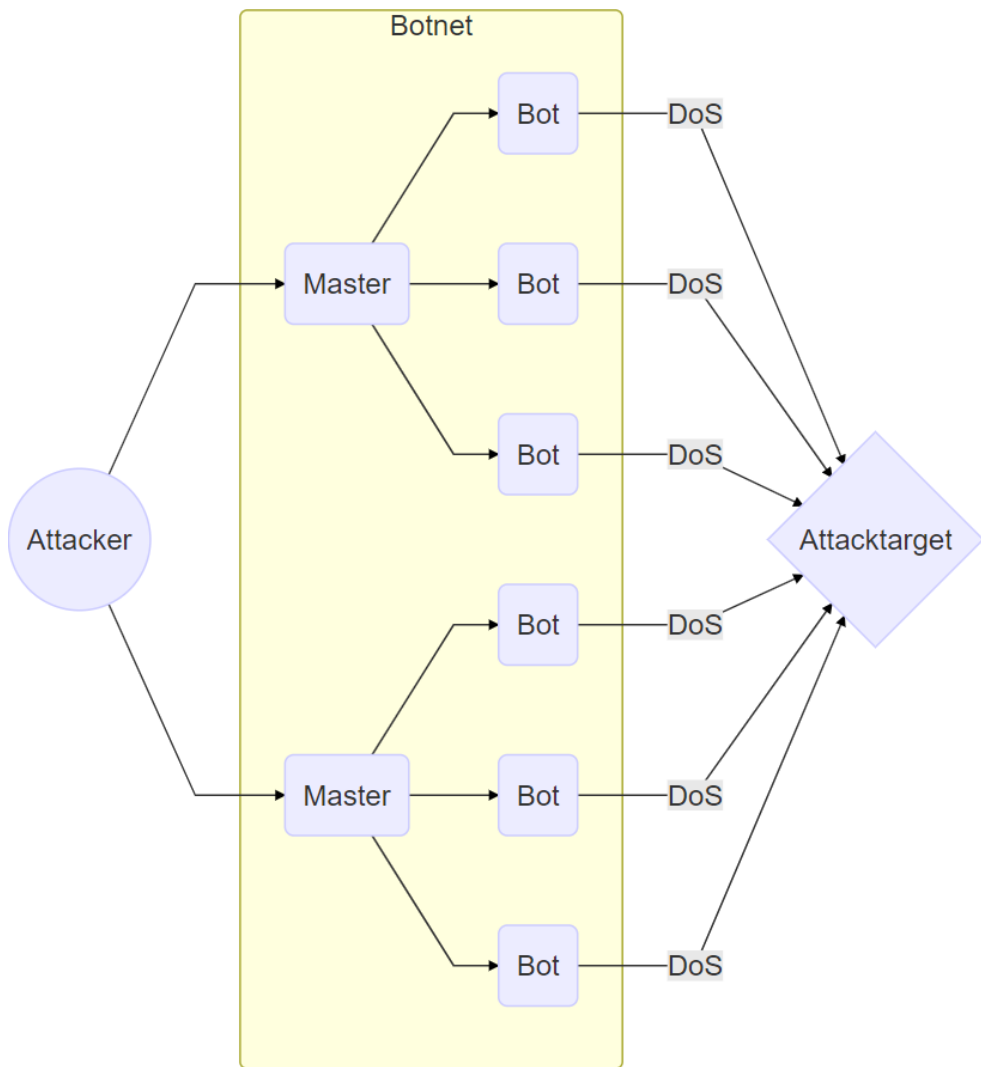 Botnet
Bot
DoS
Master
Bot
DoS
Bot
DoS
Attacker
Attacktarget
Bot
DoS
Master
Bot
DoS
Bot
DoS